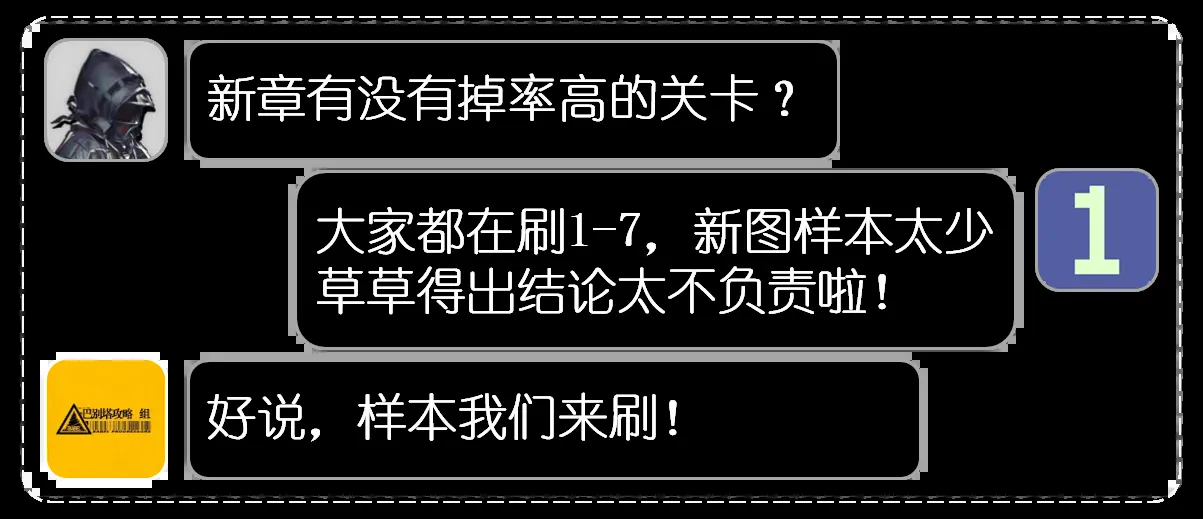 新章有没有掉率高的关卡？
大家都在刷1-7，新图样本太少
1
草草得出结论太不负责啦！
巴别塔攻略 组
好说，样本我们来刷！